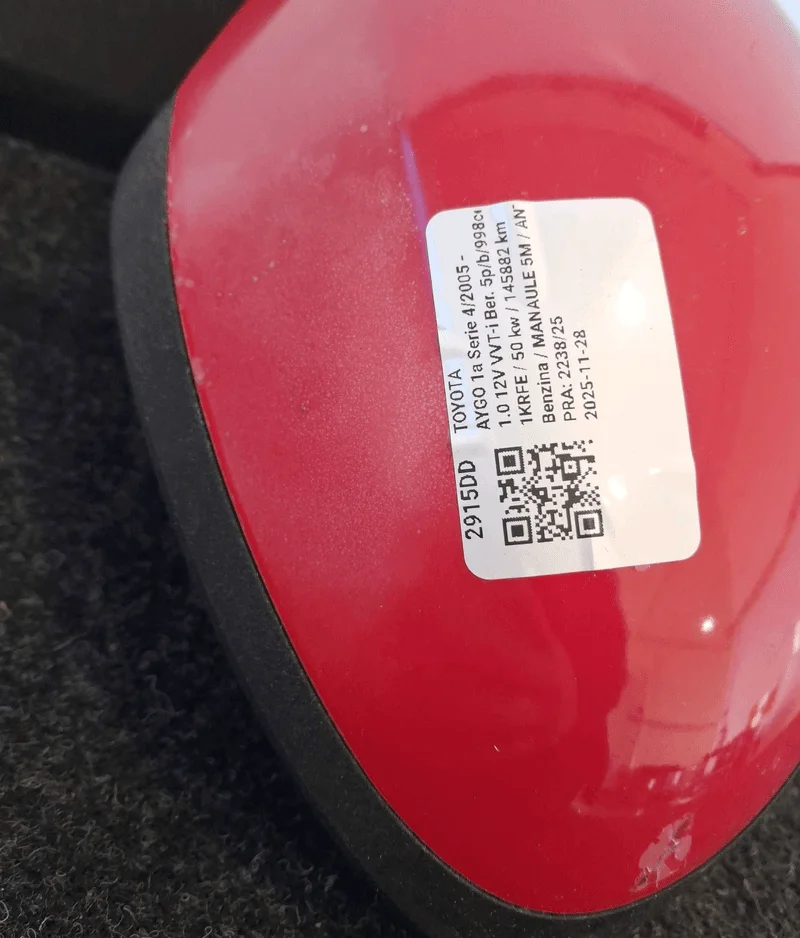 2915DD
TOYOTA
AYGO 1a Serie 4/2005 -
1.0 12V VVT-i Ber. 5p/b/998c
1KRFE / 50 kw / 145882 km
Benzina / MANAULE 5M / AN
PRA: 2238/25
2025-11-28